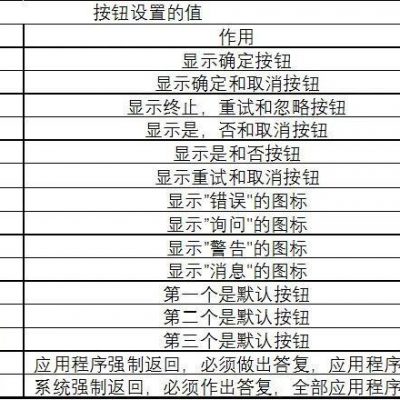 按钮设置的值
作用
显示确定按钮
显示确定和取消按钮
显示终止，重试和忽略按钮
显示是，否和取消按钮
显示是和否按钮
显示重试和取消按钮
显示"错误"的图标
显示"询问"的图标
显示"警告"的图标
显示"消息"的图标
第一个是默认按钮
第二个是默认按钮
第三个是默认按钮
应用程序强制返回，必须做出答复，应用程序
系统强制返回，必须作出答复，全部应用程序